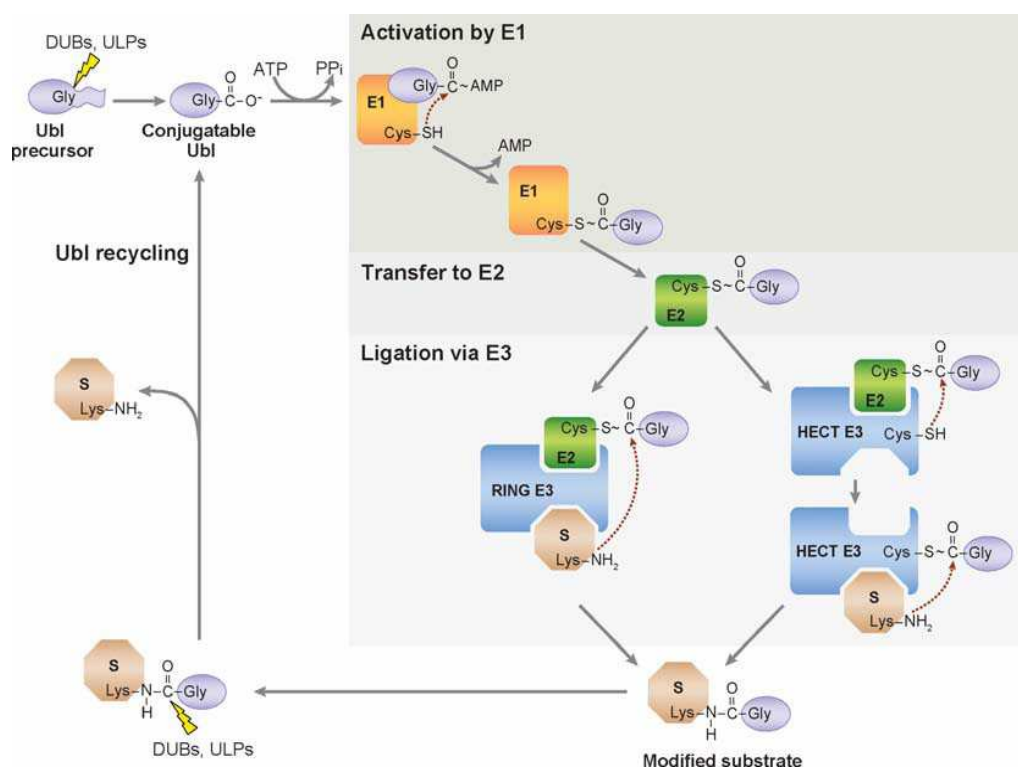 DUBs, ULPs
Gly
Ubl
precursor
Gly-C-O-
O
Conjugatable
Ubl
ATP
PPi
Activation by E1
E1
Gly
O
C~AMP
Cys-SH
AMP
E1
Cys-S~C-Gly
O
Transfer to E2
O
Cys-S~C-Gly
E2
Ubl recycling
Ligation via E3
S
Lys-NH2
O
Cys-S~C-Gly
E2
RING E3
S
Lys-NH2
O
Cys-S~C-Gly
E2
HECT E3
Cys-SH
O
HECT E3
Cys-S~C-Gly
S
Lys-NH2
S
O
Lys-N-C-Gly
H
DUBs, ULPs
S
O
Lys-N-C-Gly
H
Modified substrate